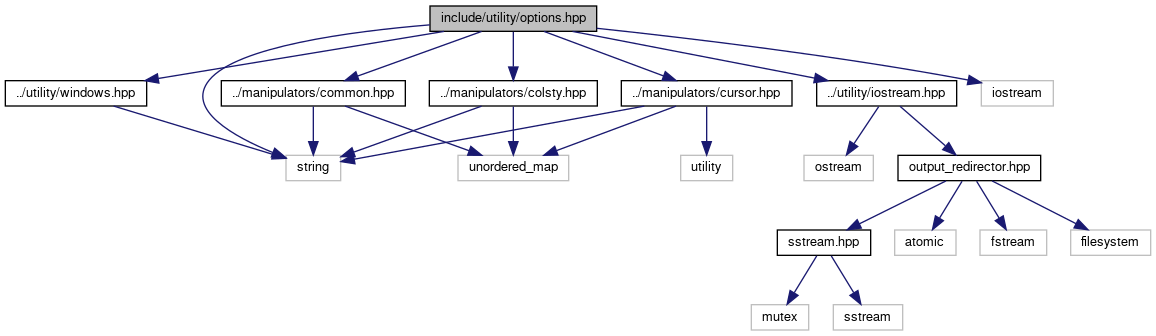 include/utility/options.hpp
../utility/windows.hpp
../manipulators/common.hpp
../manipulators/colsty.hpp
../manipulators/cursor.hpp
../utility/iostream.hpp
iostream
string
unordered_map
utility
ostream
output_redirector.hpp
sstream.hpp
atomic
fstream
filesystem
mutex
sstream